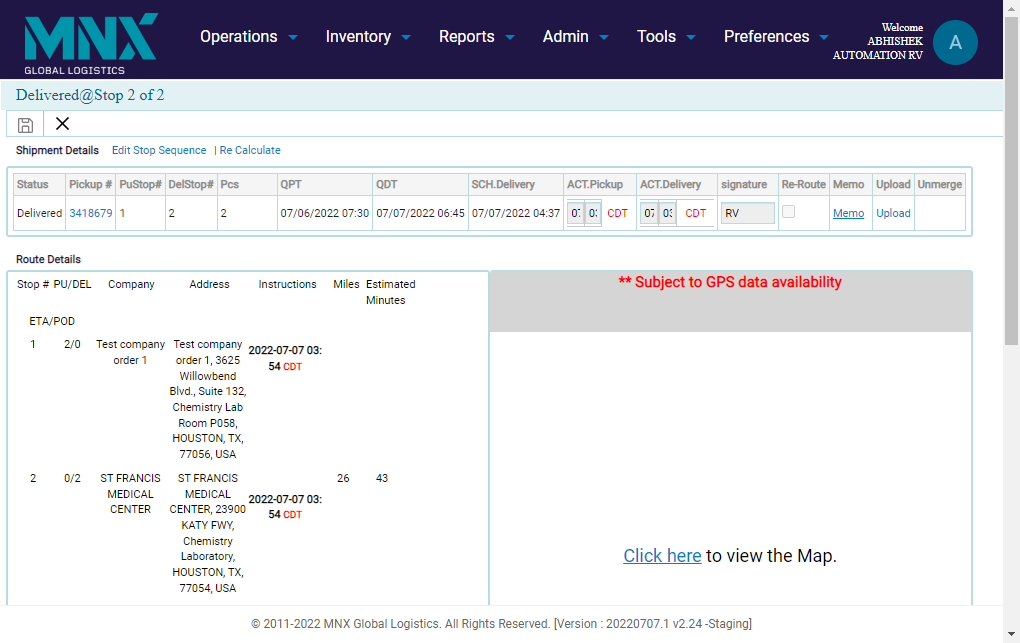 MNX
GLOBAL LOGISTICS
Operations Inventory Reports Admin Tools Preferences
Welcome
ABHISHEK
AUTOMATION RV
A
Delivered@Stop 2 of 2
Shipment Details Edit Stop Sequence | Re Calculate
Status Pickup # PuStop# DelStop# Pcs QPT QDT SCH.Delivery ACT.Pickup ACT.Delivery signature Re-Route Memo Upload Unmerge
Delivered 3418679 1 2 2 07/06/2022 07:30 07/07/2022 06:45 07/07/2022 04:37 CDT CDT RV Memo Upload
Route Details
Stop # PU/DEL Company Address Instructions Miles Estimated
Minutes
ETA/POD
1 2/0 Test company
order 1
Test company
order 1, 3625
Willowbend
Blvd., Suite 132,
Chemistry Lab
Room P058,
HOUSTON, TX,
77056, USA
2022-07-07 03:
54 CDT
2 0/2 ST FRANCIS
MEDICAL
CENTER
ST FRANCIS
MEDICAL
CENTER, 23900
KATY FWY,
Chemistry
Laboratory,
HOUSTON, TX,
77054, USA
2022-07-07 03:
54 CDT
26 43
** Subject to GPS data availability
Click here to view the Map.
© 2011-2022 MNX Global Logistics. All Rights Reserved. [Version : 20220707.1 v2.24 -Staging]